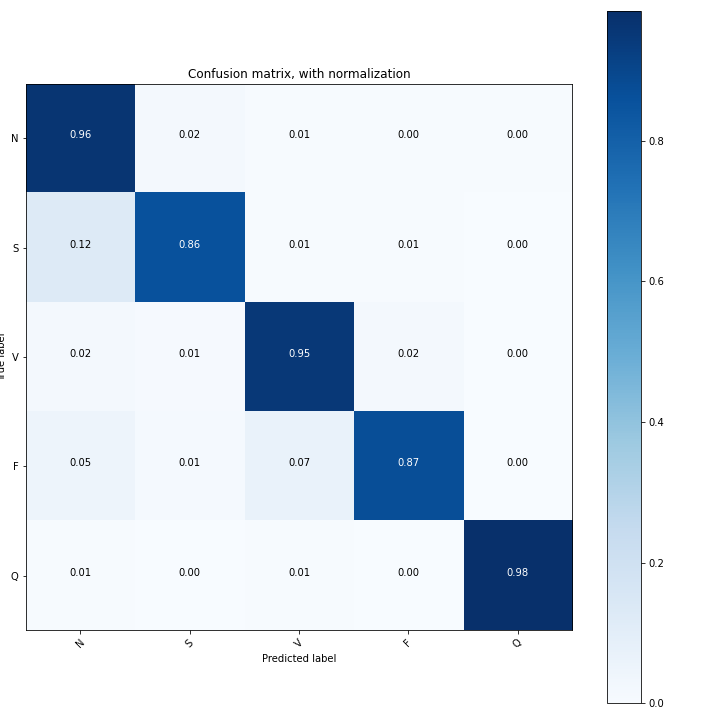 Confusion matrix, with normalization
N 0.96 0.02 0.01 0.00 0.00
S 0.12 0.86 0.01 0.01 0.00
V 0.02 0.01 0.95 0.02 0.00
F 0.05 0.01 0.07 0.87 0.00
Q 0.01 0.00 0.01 0.00 0.98
N S V F Q
Predicted label
True label
0.8
0.6
0.4
0.2
0.0